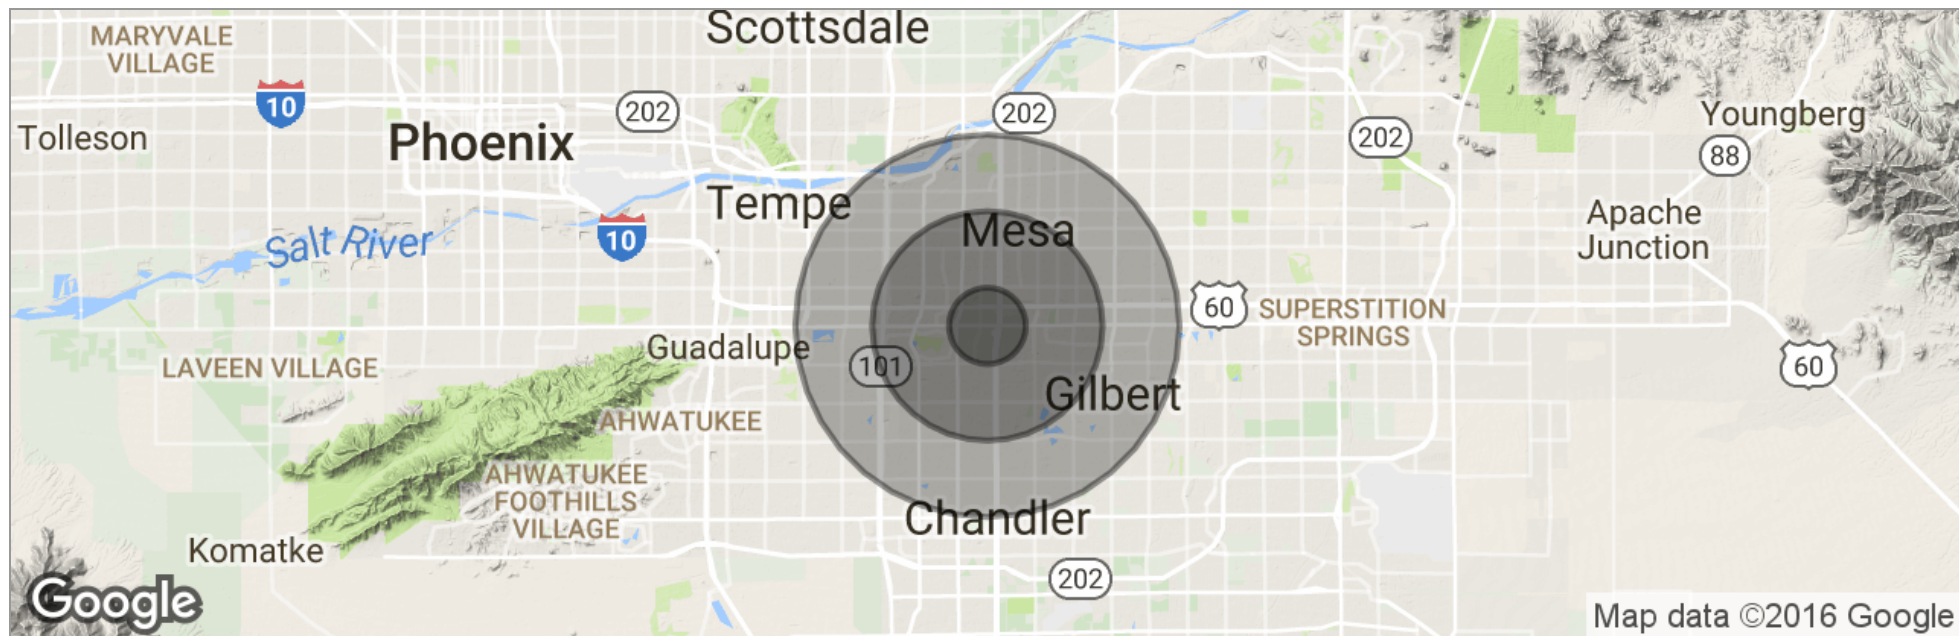 Scottsdale
MARYVALE
VILLAGE
10
202
202
Youngberg
Tolleson
Phoenix
202
88
Tempe
Mesa
Apache
Junction
10
Salt River
60
SUPERSTITION
SPRINGS
Guadalupe
LAVEEN VILLAGE
101
60
Gilbert
AHWATUKEE
AHWATUKEE
FOOTHILLS
VILLAGE
Chandler
Komatke
202
Google
Map data ©2016 Google